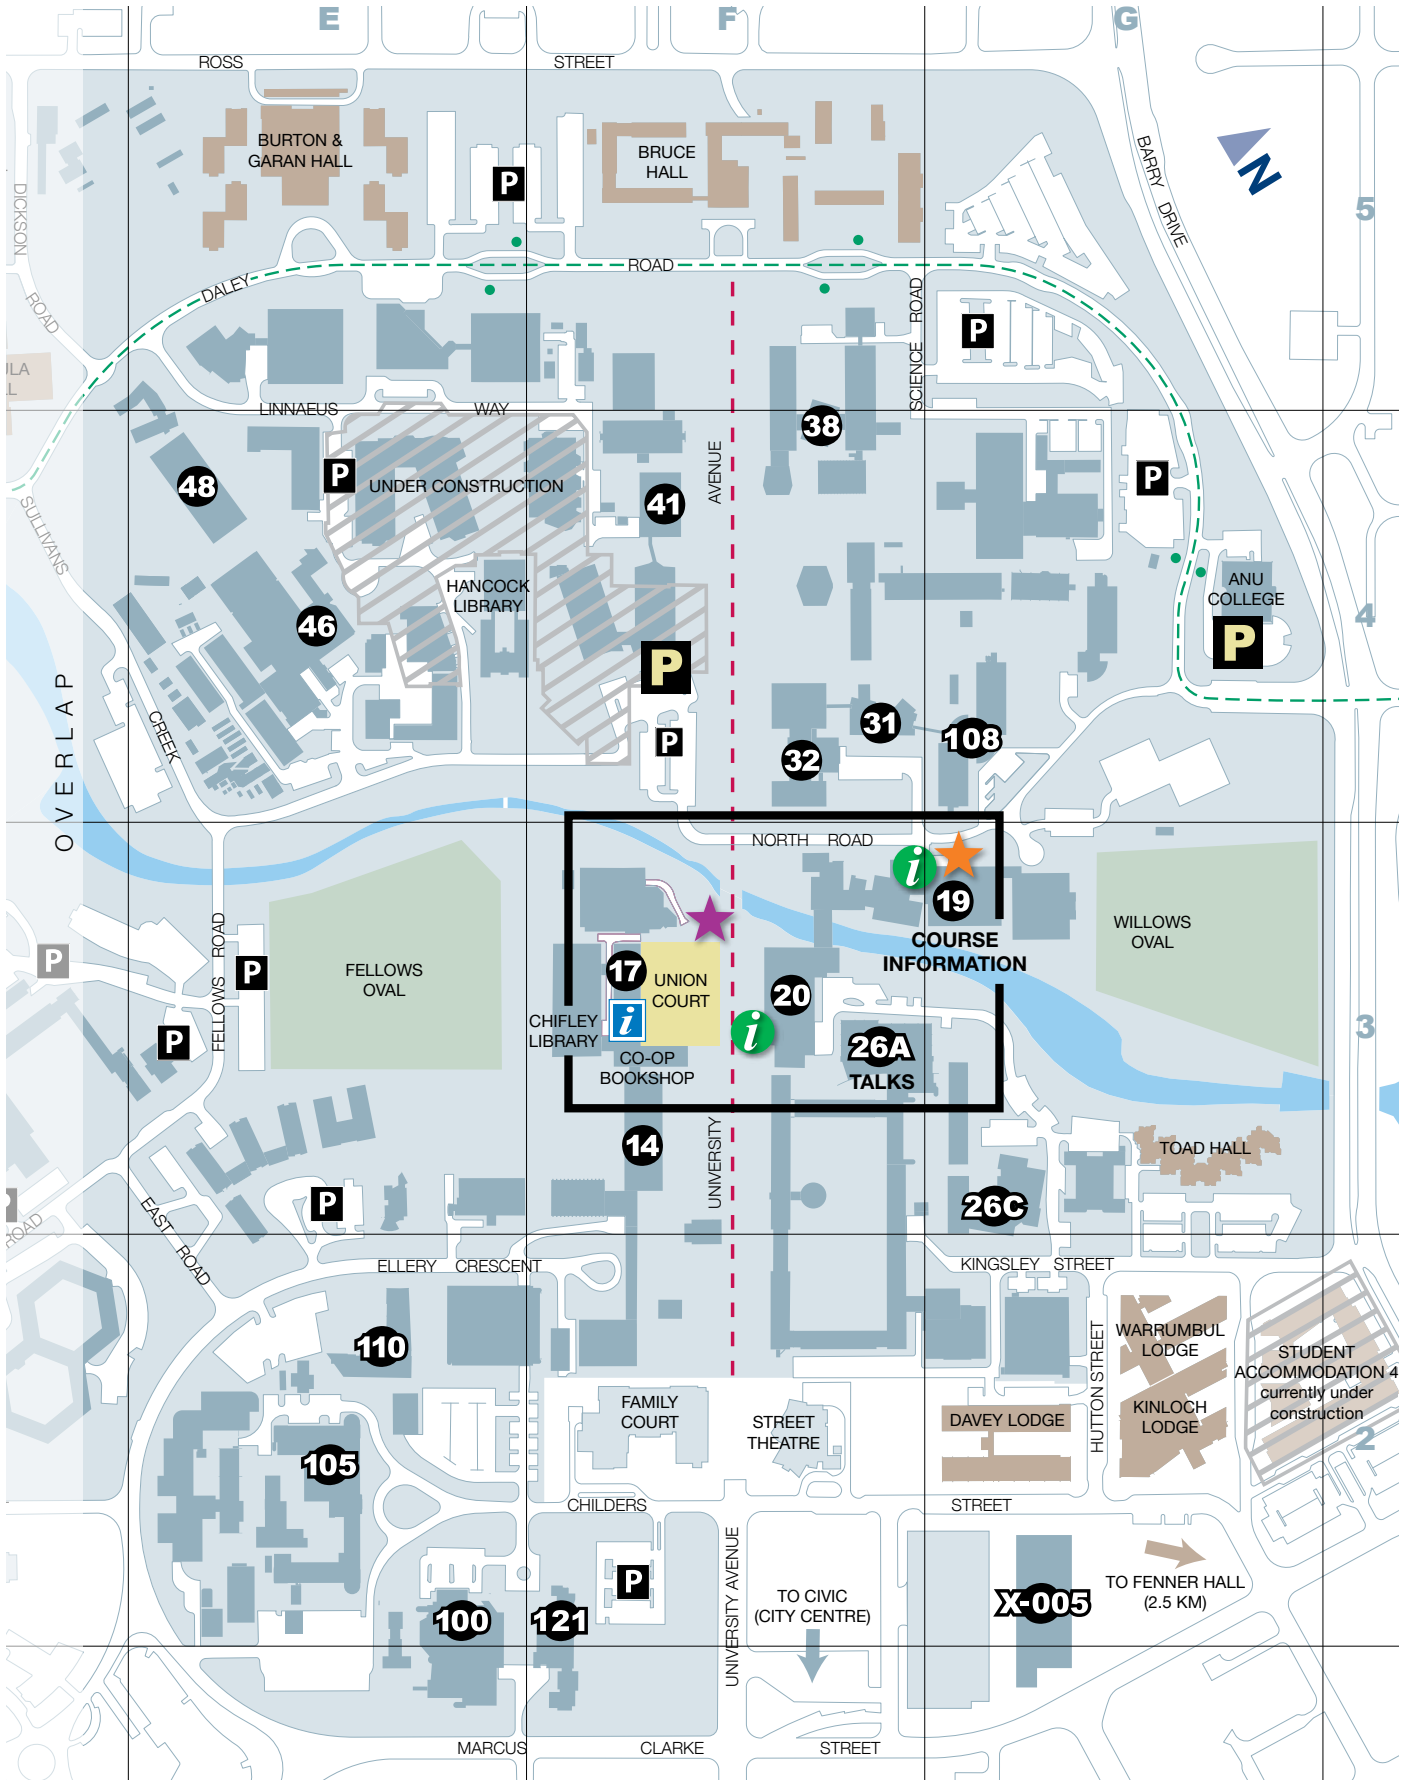 E
F
G
ROSS
STREET
BURTON &
GARAN HALL
P
BRUCE
HALL
BARRY DRIVE
N
5
DICKSON
ROAD
DALEY
ROAD
SCIENCE ROAD
P
LINNAEUS
WAY
38
AVENUE
48
P
UNDER CONSTRUCTION
41
P
SULLIVANS
CREEK
HANCOCK
LIBRARY
46
ANU
COLLEGE
P
4
P
OVERLAP
P
31
108
32
NORTH ROAD
i
19
COURSE
INFORMATION
WILLOWS
OVAL
FELLOWS ROAD
P
P
FELLOWS
OVAL
17
UNION
COURT
20
P
i
CHIFLEY
LIBRARY
i
26A
TALKS
3
CO-OP
BOOKSHOP
14
UNIVERSITY
TOAD HALL
P
26C
P
ROAD
EAST ROAD
ELLERY CRESCENT
KINGSLEY STREET
110
HUTTON STREET
WARRUMBUL
LODGE
STUDENT
ACCOMMODATION 4
currently under
construction
FAMILY
COURT
STREET
THEATRE
DAVEY LODGE
KINLOCH
LODGE
2
105
CHILDERS
STREET
UNIVERSITY AVENUE
P
TO CIVIC
(CITY CENTRE)
X-005
TO FENNER HALL
(2.5 KM)
100
121
MARCUS
CLARKE
STREET